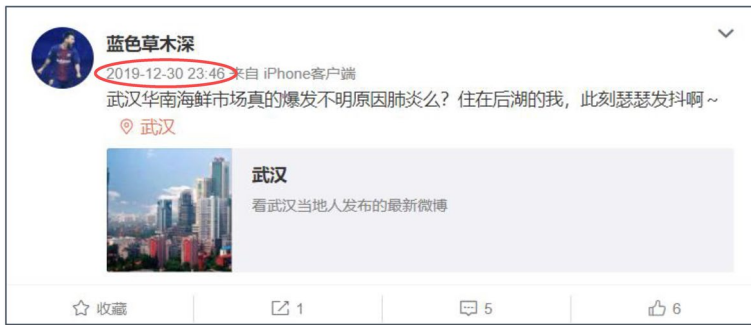 蓝色草木深
2019-12-30 23:46 来自 iPhone客户端
武汉华南海鲜市场真的爆发不明原因肺炎么？住在后湖的我，此刻瑟瑟发抖啊～
武汉
武汉
看武汉当地人发布的最新微博
收藏 1 5 6